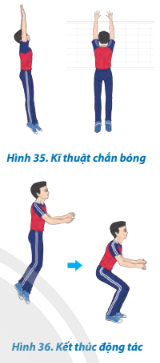 Hình 35. Kĩ thuật chắn bóng
Hình 36. Kết thúc động tác